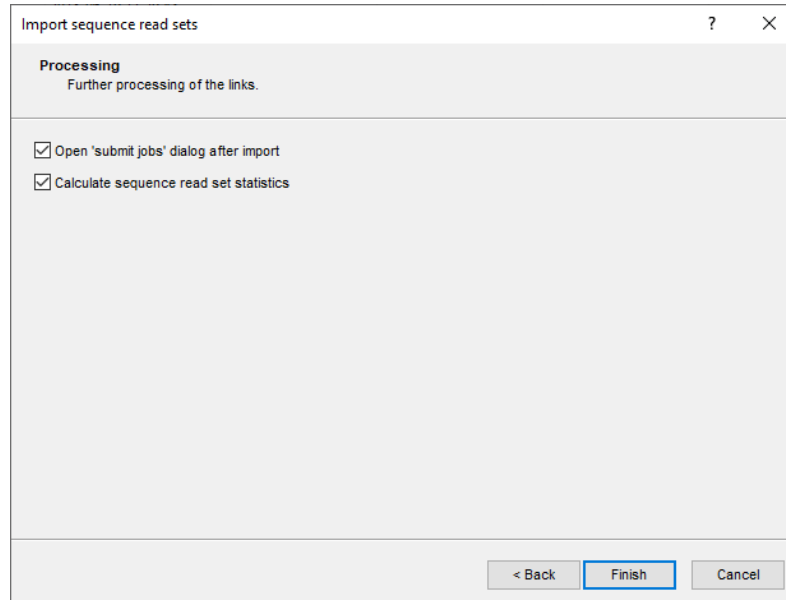 Import sequence read sets
?
Processing
Further processing of the links.
Open 'submit jobs' dialog after import
Calculate sequence read set statistics
< Back
Finish
Cancel